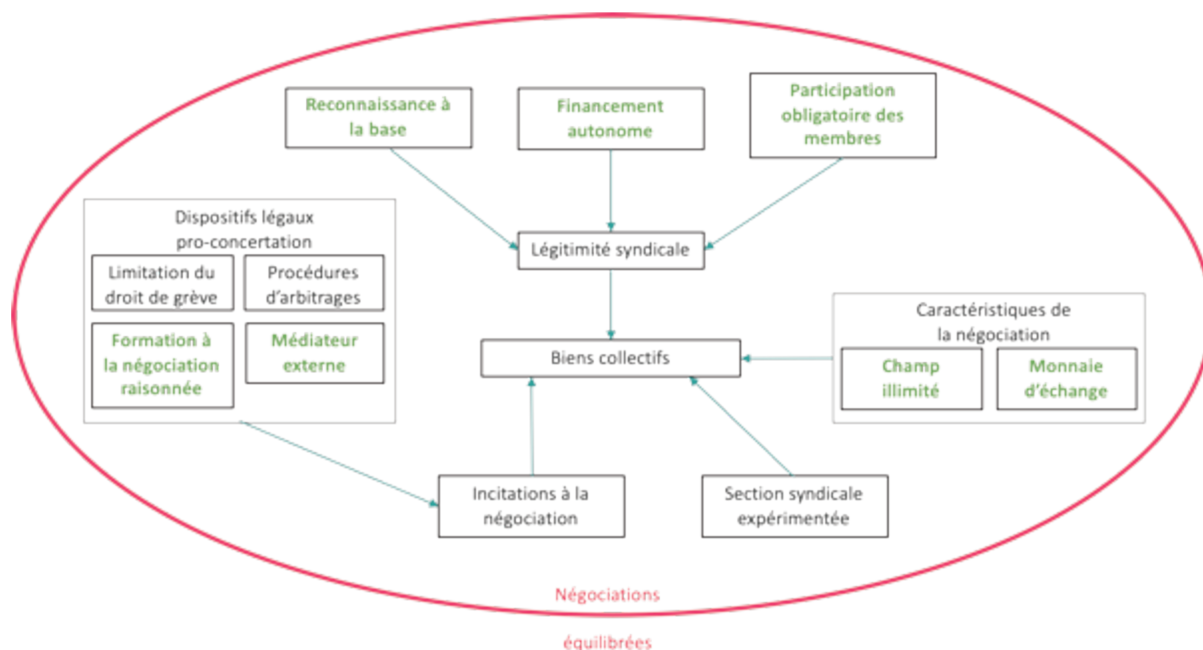 Reconnaissance à
la base
Financement
autonome
Participation
obligatoire des
membres
Dispositifs légaux
pro-concertation
Limitation du
droit de grève
Procédures
d'arbitrages
Formation à
la négociation
raisonnée
Médiateur
externe
Légitimité syndicale
Biens collectifs
Caractéristiques de
la négociation
Champ
illimité
Monnaie
d'échange
Incitations à la
négociation
Section syndicale
expérimentée
Négociations
équilibrées